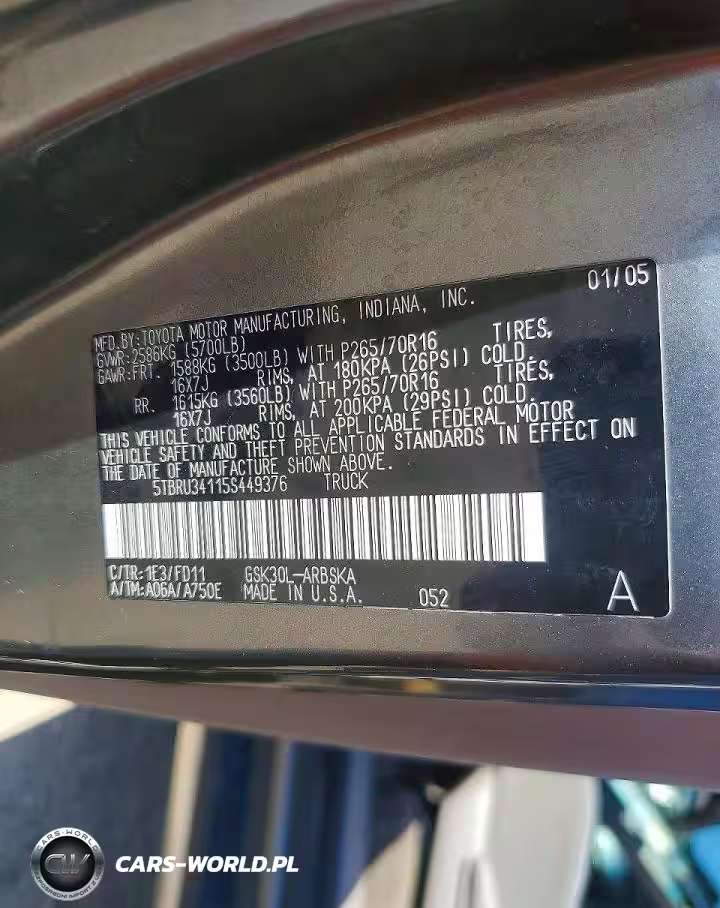 01/05
MFD.BY:TOYOTA MOTOR MANUFACTURING, INDIANA, INC.
GVWR:2586KG (5700LB)
GAWR:FRT. 1588KG (3500LB) WITH P265/70R16 TIRES,
16X7J RIMS, AT 180KPA (26PSI) COLD.
RR. 1615KG (3560LB) WITH P265/70R16 TIRES,
16X7J RIMS, AT 200KPA (29PSI) COLD.
THIS VEHICLE CONFORMS TO ALL APPLICABLE FEDERAL MOTOR
VEHICLE SAFETY AND THEFT PREVENTION STANDARDS IN EFFECT ON
THE DATE OF MANUFACTURE SHOWN ABOVE.
5TBRU34115S449376 TRUCK
C/TR:1E3/FD11 GSK30L-ARBSKA
A/TM:A06A/A750E MADE IN U.S.A. 052 A
CARS-WORLD
CW
CARS-WORLD.PL